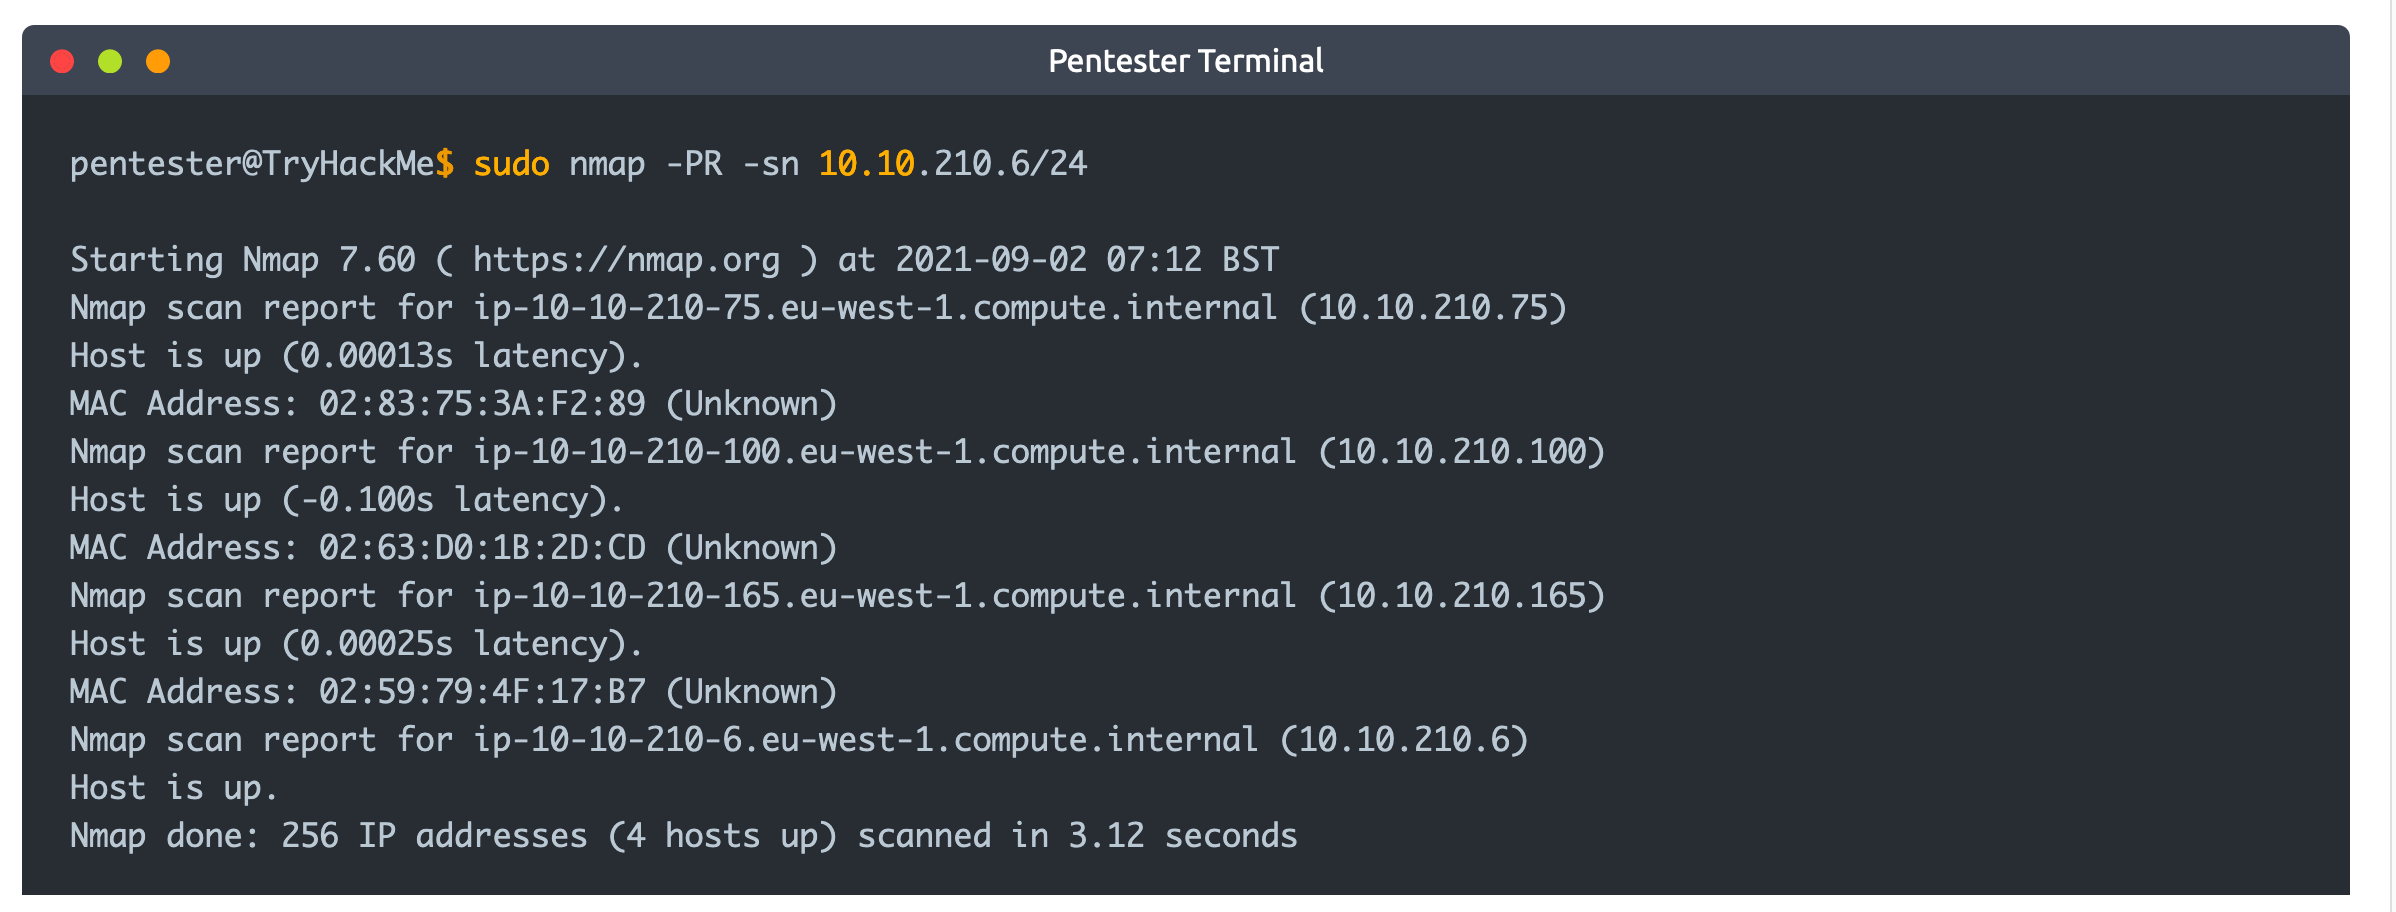 Pentester Terminal
pentester@TryHackMe$ sudo nmap -PR -sn 10.10.210.6/24
Starting Nmap 7.60 ( https://nmap.org ) at 2021-09-02 07:12 BST
Nmap scan report for ip-10-10-210-75.eu-west-1.compute.internal (10.10.210.75)
Host is up (0.00013s latency).
MAC Address: 02:83:75:3A:F2:89 (Unknown)
Nmap scan report for ip-10-10-210-100.eu-west-1.compute.internal (10.10.210.100)
Host is up (-0.100s latency).
MAC Address: 02:63:D0:1B:2D:CD (Unknown)
Nmap scan report for ip-10-10-210-165.eu-west-1.compute.internal (10.10.210.165)
Host is up (0.00025s latency).
MAC Address: 02:59:79:4F:17:B7 (Unknown)
Nmap scan report for ip-10-10-210-6.eu-west-1.compute.internal (10.10.210.6)
Host is up.
Nmap done: 256 IP addresses (4 hosts up) scanned in 3.12 seconds